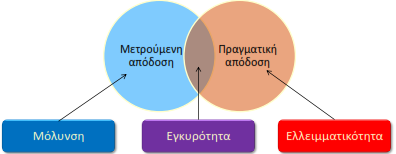 Μετρούμενη
απόδοση
Πραγματική
απόδοση
Μόλυνση
Εγκυρότητα
Ελλειμματικότητα